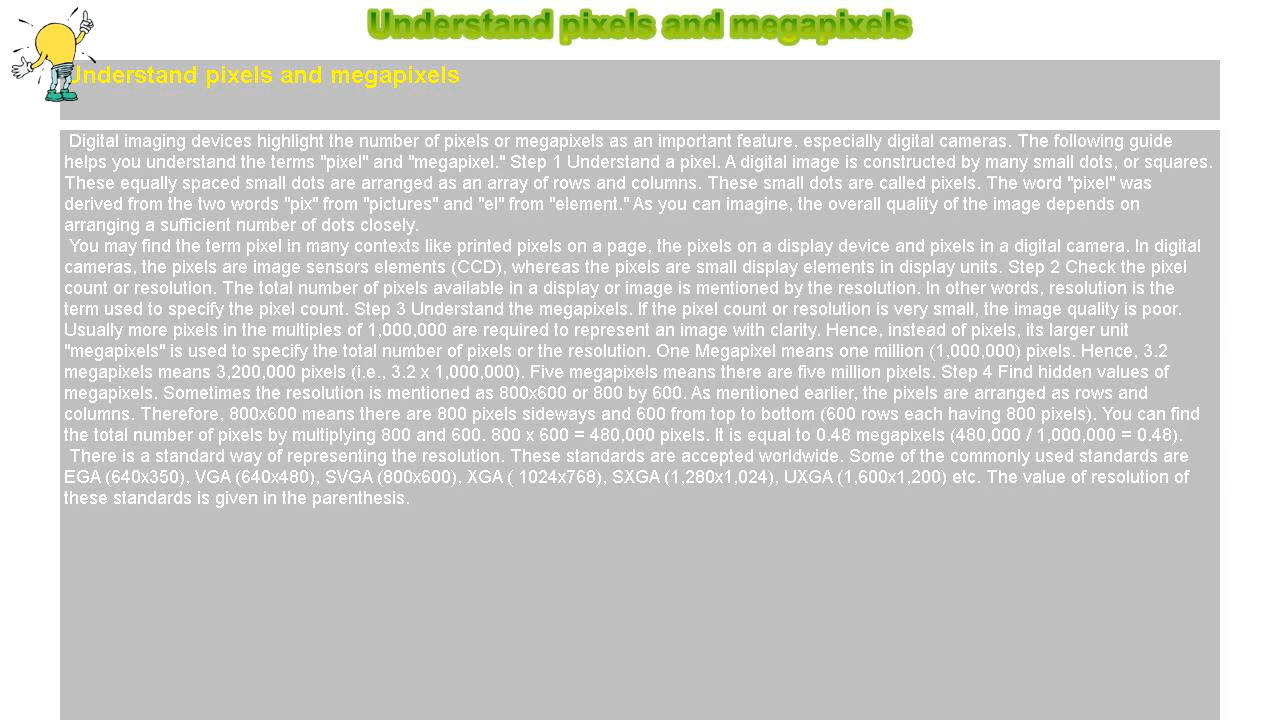 Understand pixels and megapixels
Understand pixels and megapixels
Digital imaging devices highlight the number of pixels or megapixels as an important feature, especially digital cameras. The following guide
helps you understand the terms "pixel" and "megapixel." Step 1 Understand a pixel. A digital image is constructed by many small dots, or squares.
These equally spaced small dots are arranged as an array of rows and columns. These small dots are called pixels. The word "pixel" was
derived from the two words "pix" from "pictures" and "el" from "element." As you can imagine, the overall quality of the image depends on
arranging a sufficient number of dots closely.
You may find the term pixel in many contexts like printed pixels on a page, the pixels on a display device and pixels in a digital camera. In digital
cameras, the pixels are image sensors elements (CCD), whereas the pixels are small display elements in display units. Step 2 Check the pixel
count or resolution. The total number of pixels available in a display or image is mentioned by the resolution. In other words, resolution is the
term used to specify the pixel count. Step 3 Understand the megapixels. If the pixel count or resolution is very small, the image quality is poor.
Usually more pixels in the multiples of 1,000,000 are required to represent an image with clarity. Hence, instead of pixels, its larger unit
"megapixels" is used to specify the total number of pixels or the resolution. One Megapixel means one million (1,000,000) pixels. Hence, 3.2
megapixels means 3,200,000 pixels (i.e., 3.2 x 1,000,000). Five megapixels means there are five million pixels. Step 4 Find hidden values of
megapixels. Sometimes the resolution is mentioned as 800x600 or 800 by 600. As mentioned earlier, the pixels are arranged as rows and
columns. Therefore, 800x600 means there are 800 pixels sideways and 600 from top to bottom (600 rows each having 800 pixels). You can find
the total number of pixels by multiplying 800 and 600. 800 x 600 = 480,000 pixels. It is equal to 0.48 megapixels (480,000 / 1,000,000 = 0.48).
There is a standard way of representing the resolution. These standards are accepted worldwide. Some of the commonly used standards are
EGA (640x350), VGA (640x480), SVGA (800x600), XGA ( 1024x768), SXGA (1,280x1,024), UXGA (1,600x1,200) etc. The value of resolution of
these standards is given in the parenthesis.